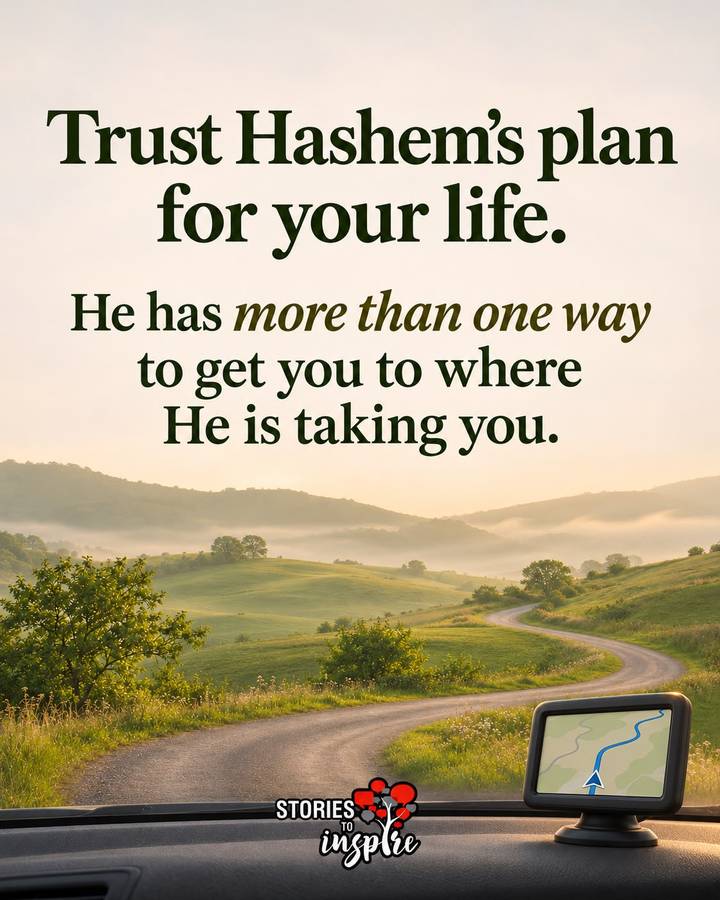 Trust Hashem's plan
for your life.
He has more than one way
to get you to where
He is taking you.
STORIES
TO
inspire